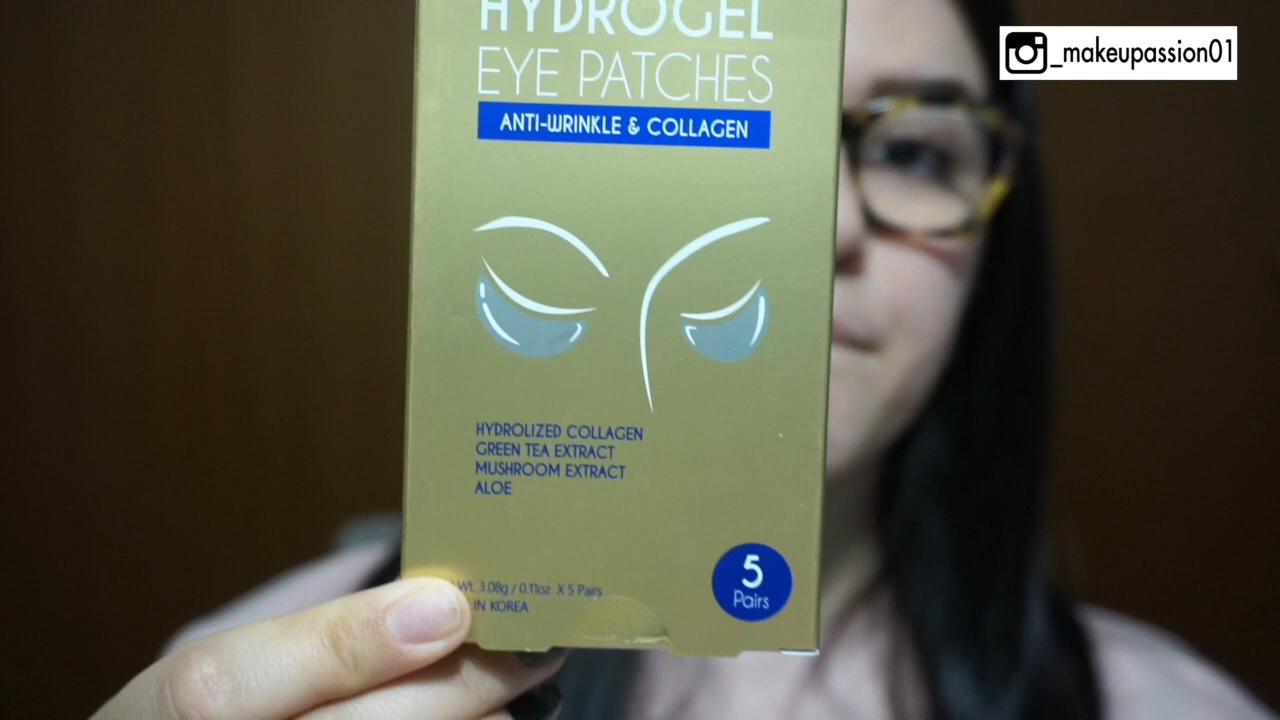 _makeupassion01
HYDROGEL
EYE PATCHES
ANTI-WRINKLE & COLLAGEN
HYDROLIZED COLLAGEN
GREEN TEA EXTRACT
MUSHROOM EXTRACT
ALOE
5
Pairs
Wt. 3.08g / 0.11oz X 5 Pairs
IN KOREA